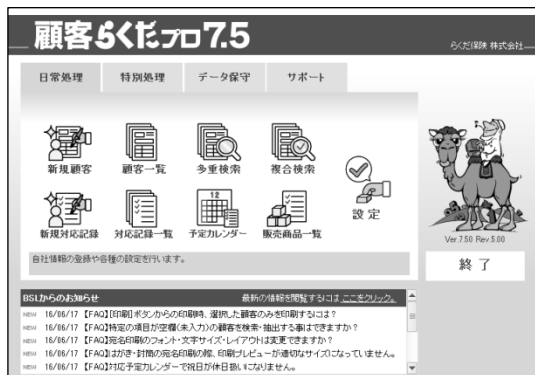 顧客らくだプロ7.5
らくだ保険 株式会社
日常処理 特別処理 データ保守 サポート
新規顧客 顧客一覧 多重検索 複合検索
設定
12
新規対応記録 対応記録一覧 予定カレンダー 販売商品一覧
Ver.7.50 Rev.5.00
自社情報の登録や各種の設定を行います。
終了
BSLからのお知らせ 最新の情報を閲覧するには ここをクリック。
NEW 16/06/17 【FAQ】[印刷]ボタンからの印刷時、選択した顧客のみを印刷するには？
NEW 16/06/17 【FAQ】特定の項目が空欄(未入力)の顧客を検索・抽出する事はできますか？
NEW 16/06/17 【FAQ】宛名印刷のフォント・文字サイズ・レイアウトは変更できますか？
NEW 16/06/17 【FAQ】はがき・封筒の宛名印刷の際、印刷プレビューが適切なサイズになっていません。
NEW 16/06/17 【FAQ】対応予定カレンダーで祝日が休日扱いになりません。